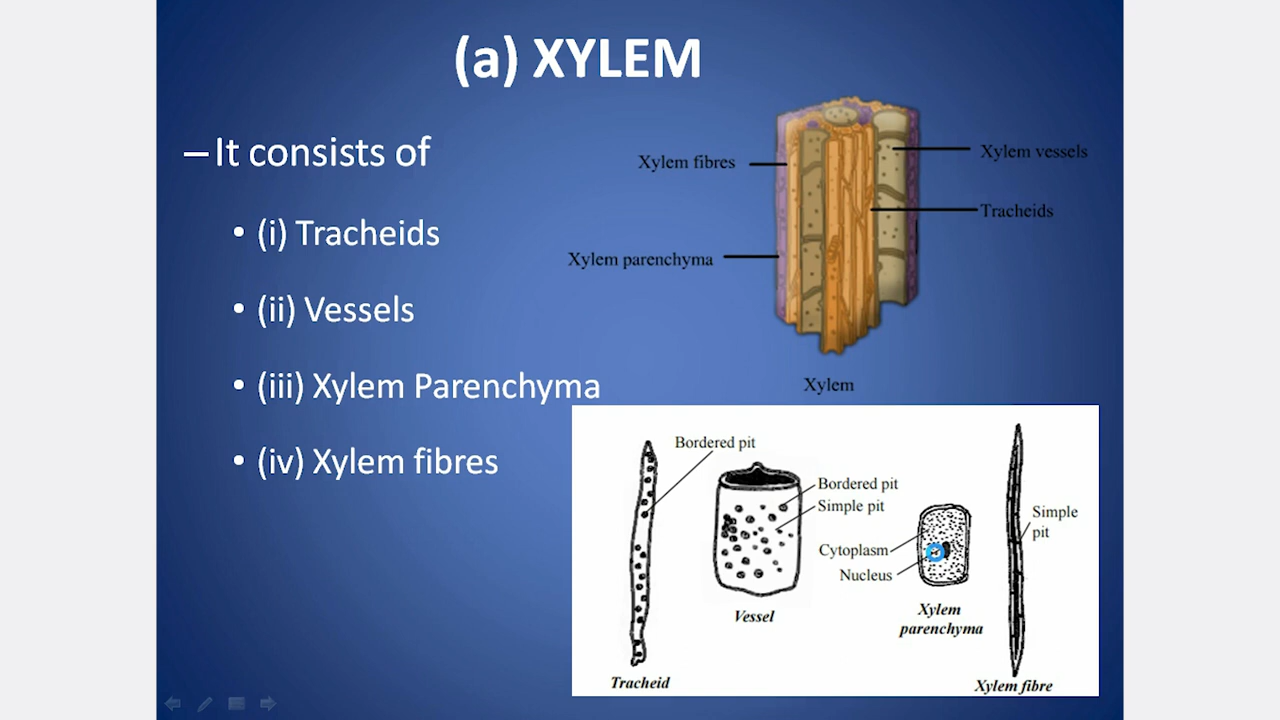 (a) XYLEM
– It consists of
• (i) Tracheids
• (ii) Vessels
• (iii) Xylem Parenchyma
• (iv) Xylem fibres
Xylem fibres
Xylem vessels
Tracheids
Xylem parenchyma
Xylem
Bordered pit
Bordered pit
Simple pit
Cytoplasm
Nucleus
Simple
pit
Tracheid
Vessel
Xylem
parenchyma
Xylem fibre